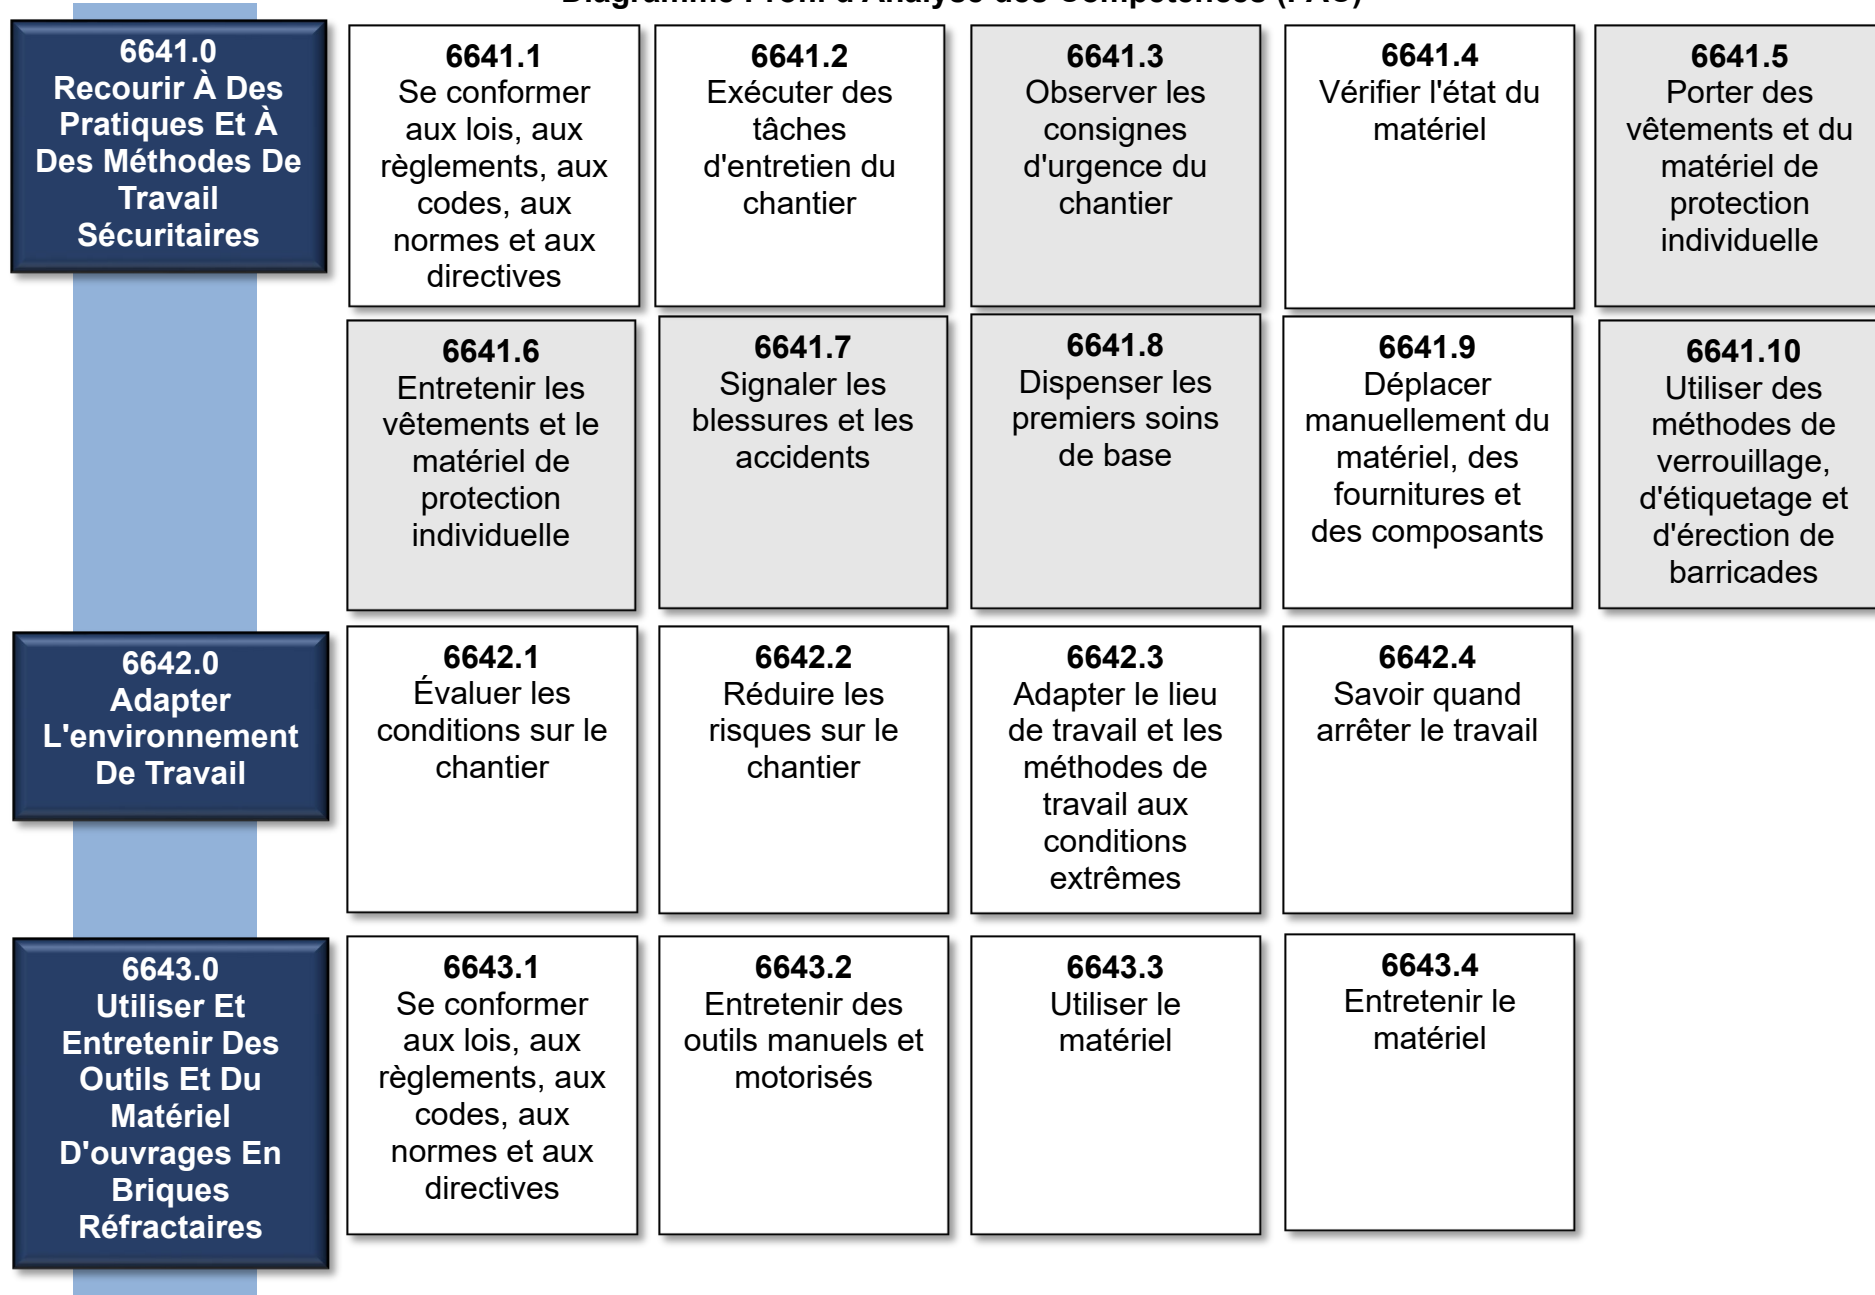 Diagramme Profil d'Analyse des Compétences (PAC)
6641.0
Recourir À Des
Pratiques Et À
Des Méthodes De
Travail
Sécuritaires
6641.1
Se conformer
aux lois, aux
règlements, aux
codes, aux
normes et aux
directives
6641.2
Exécuter des
tâches
d'entretien du
chantier
6641.3
Observer les
consignes
d'urgence du
chantier
6641.4
Vérifier l'état du
matériel
6641.5
Porter des
vêtements et du
matériel de
protection
individuelle
6641.6
Entretenir les
vêtements et le
matériel de
protection
individuelle
6641.7
Signaler les
blessures et les
accidents
6641.8
Dispenser les
premiers soins
de base
6641.9
Déplacer
manuellement du
matériel, des
fournitures et
des composants
6641.10
Utiliser des
méthodes de
verrouillage,
d'étiquetage et
d'érection de
barricades
6642.0
Adapter
L'environnement
De Travail
6642.1
Évaluer les
conditions sur le
chantier
6642.2
Réduire les
risques sur le
chantier
6642.3
Adapter le lieu
de travail et les
méthodes de
travail aux
conditions
extrêmes
6642.4
Savoir quand
arrêter le travail
6643.0
Utiliser Et
Entretenir Des
Outils Et Du
Matériel
D'ouvrages En
Briques
Réfractaires
6643.1
Se conformer
aux lois, aux
règlements, aux
codes, aux
normes et aux
directives
6643.2
Entretenir des
outils manuels et
motorisés
6643.3
Utiliser le
matériel
6643.4
Entretenir le
matériel